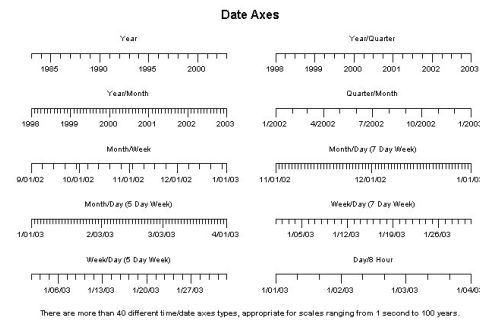 Date Axes
Year
1985 1990 1995 2000
Year/Quarter
1998 1999 2000 2001 2002 2003
Year/Month
1998 1999 2000 2001 2002 2003
Quarter/Month
1/2002 4/2002 7/2002 10/2002 1/2003
Month/Week
9/01/02 10/01/02 11/01/02 12/01/02 1/01/03
Month/Day (7 Day Week)
11/01/02 12/01/02 1/01/03
Month/Day (5 Day Week)
1/01/03 2/03/03 3/03/03 4/01/03
Week/Day (7 Day Week)
1/05/03 1/12/03 1/19/03 1/26/03
Week/Day (5 Day Week)
1/06/03 1/13/03 1/20/03 1/27/03
Day/8 Hour
1/01/03 1/02/03 1/03/03 1/04/03
There are more than 40 different time/date axes types, appropriate for scales ranging from 1 second to 100 years.